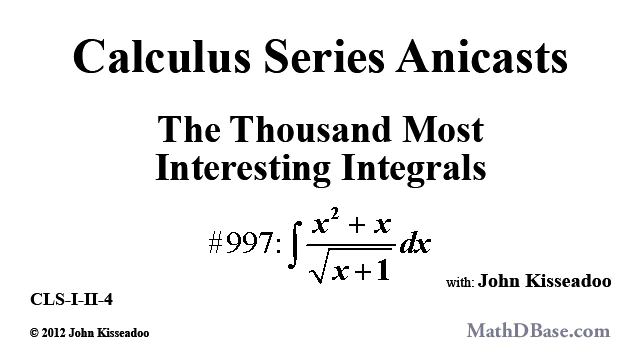 Calculus Series Anicasts
The Thousand Most
Interesting Integrals
#997: ∫ (x² + x)/√(x+1) dx
with: John Kisseadoo
CLS-I-II-4
© 2012 John Kisseadoo
MathDBase.com